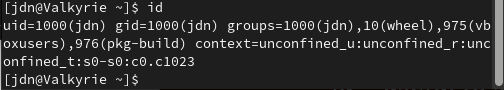 [jdn@Valkyrie ~]$ id
uid=1000(jdn) gid=1000(jdn) groups=1000(jdn),10(wheel),975(vb
oxusers),976(pkg-build) context=unconfined_u:unconfined_r:unc
onfined_t:s0-s0:c0.c1023
[jdn@Valkyrie ~]$